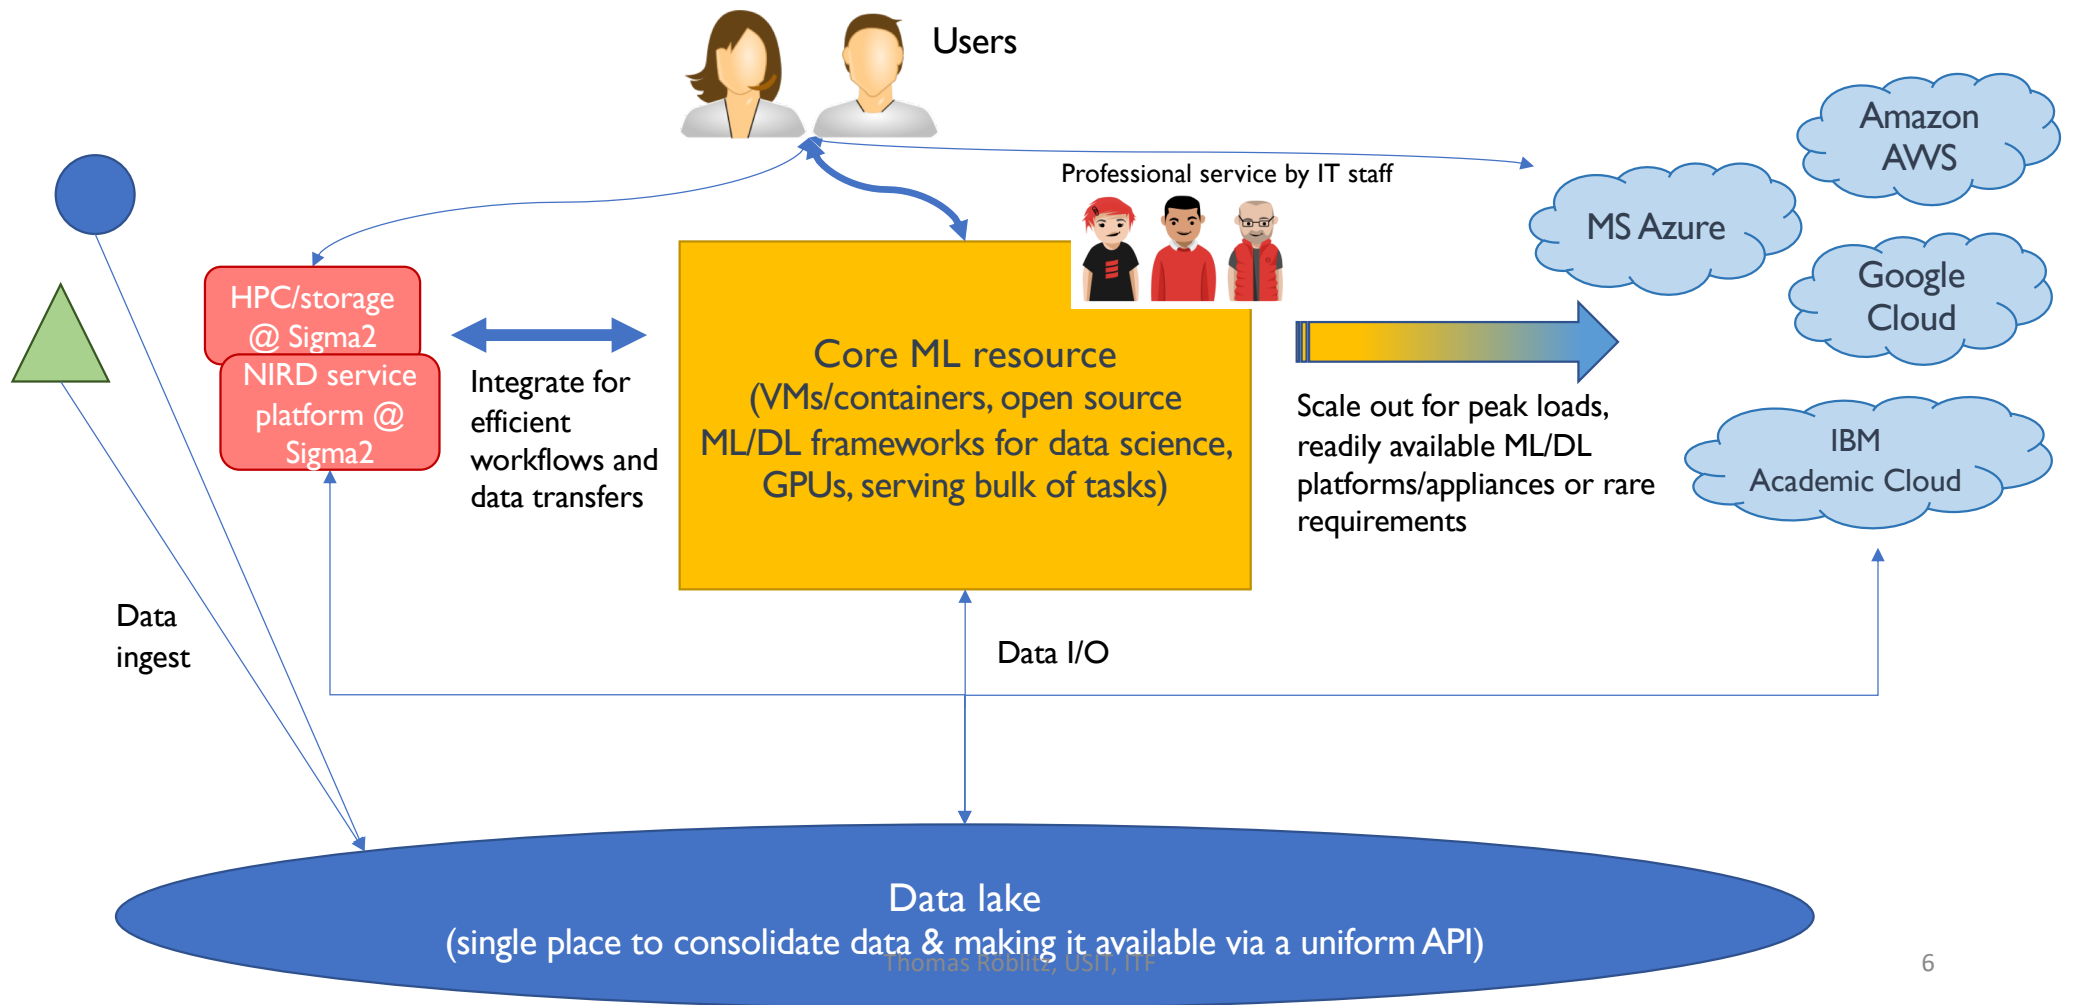 Users
Professional service by IT staff
Amazon
AWS
MS Azure
Google
Cloud
HPC/storage
@ Sigma2
NIRD service
platform @
Sigma2
Integrate for
efficient
workflows and
data transfers
Core ML resource
(VMs/containers, open source
ML/DL frameworks for data science,
GPUs, serving bulk of tasks)
Scale out for peak loads,
readily available ML/DL
platforms/appliances or rare
requirements
IBM
Academic Cloud
Data
ingest
Data I/O
Data lake
(single place to consolidate data & making it available via a uniform API)
Thomas Röblitz, USIT, ITF
6